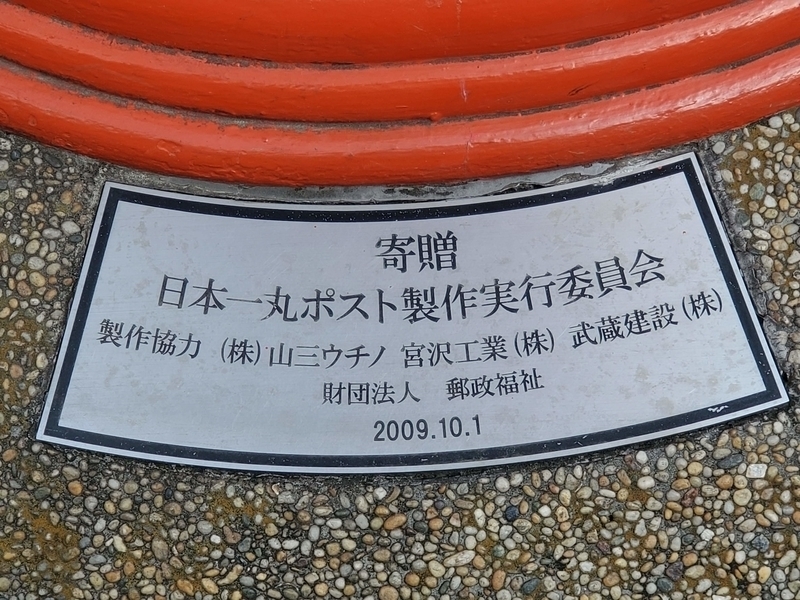 寄贈
日本一丸ポスト製作実行委員会
製作協力 (株)山三ウチノ 宮沢工業(株) 武蔵建設(株)
財団法人 郵政福祉
2009.10.1